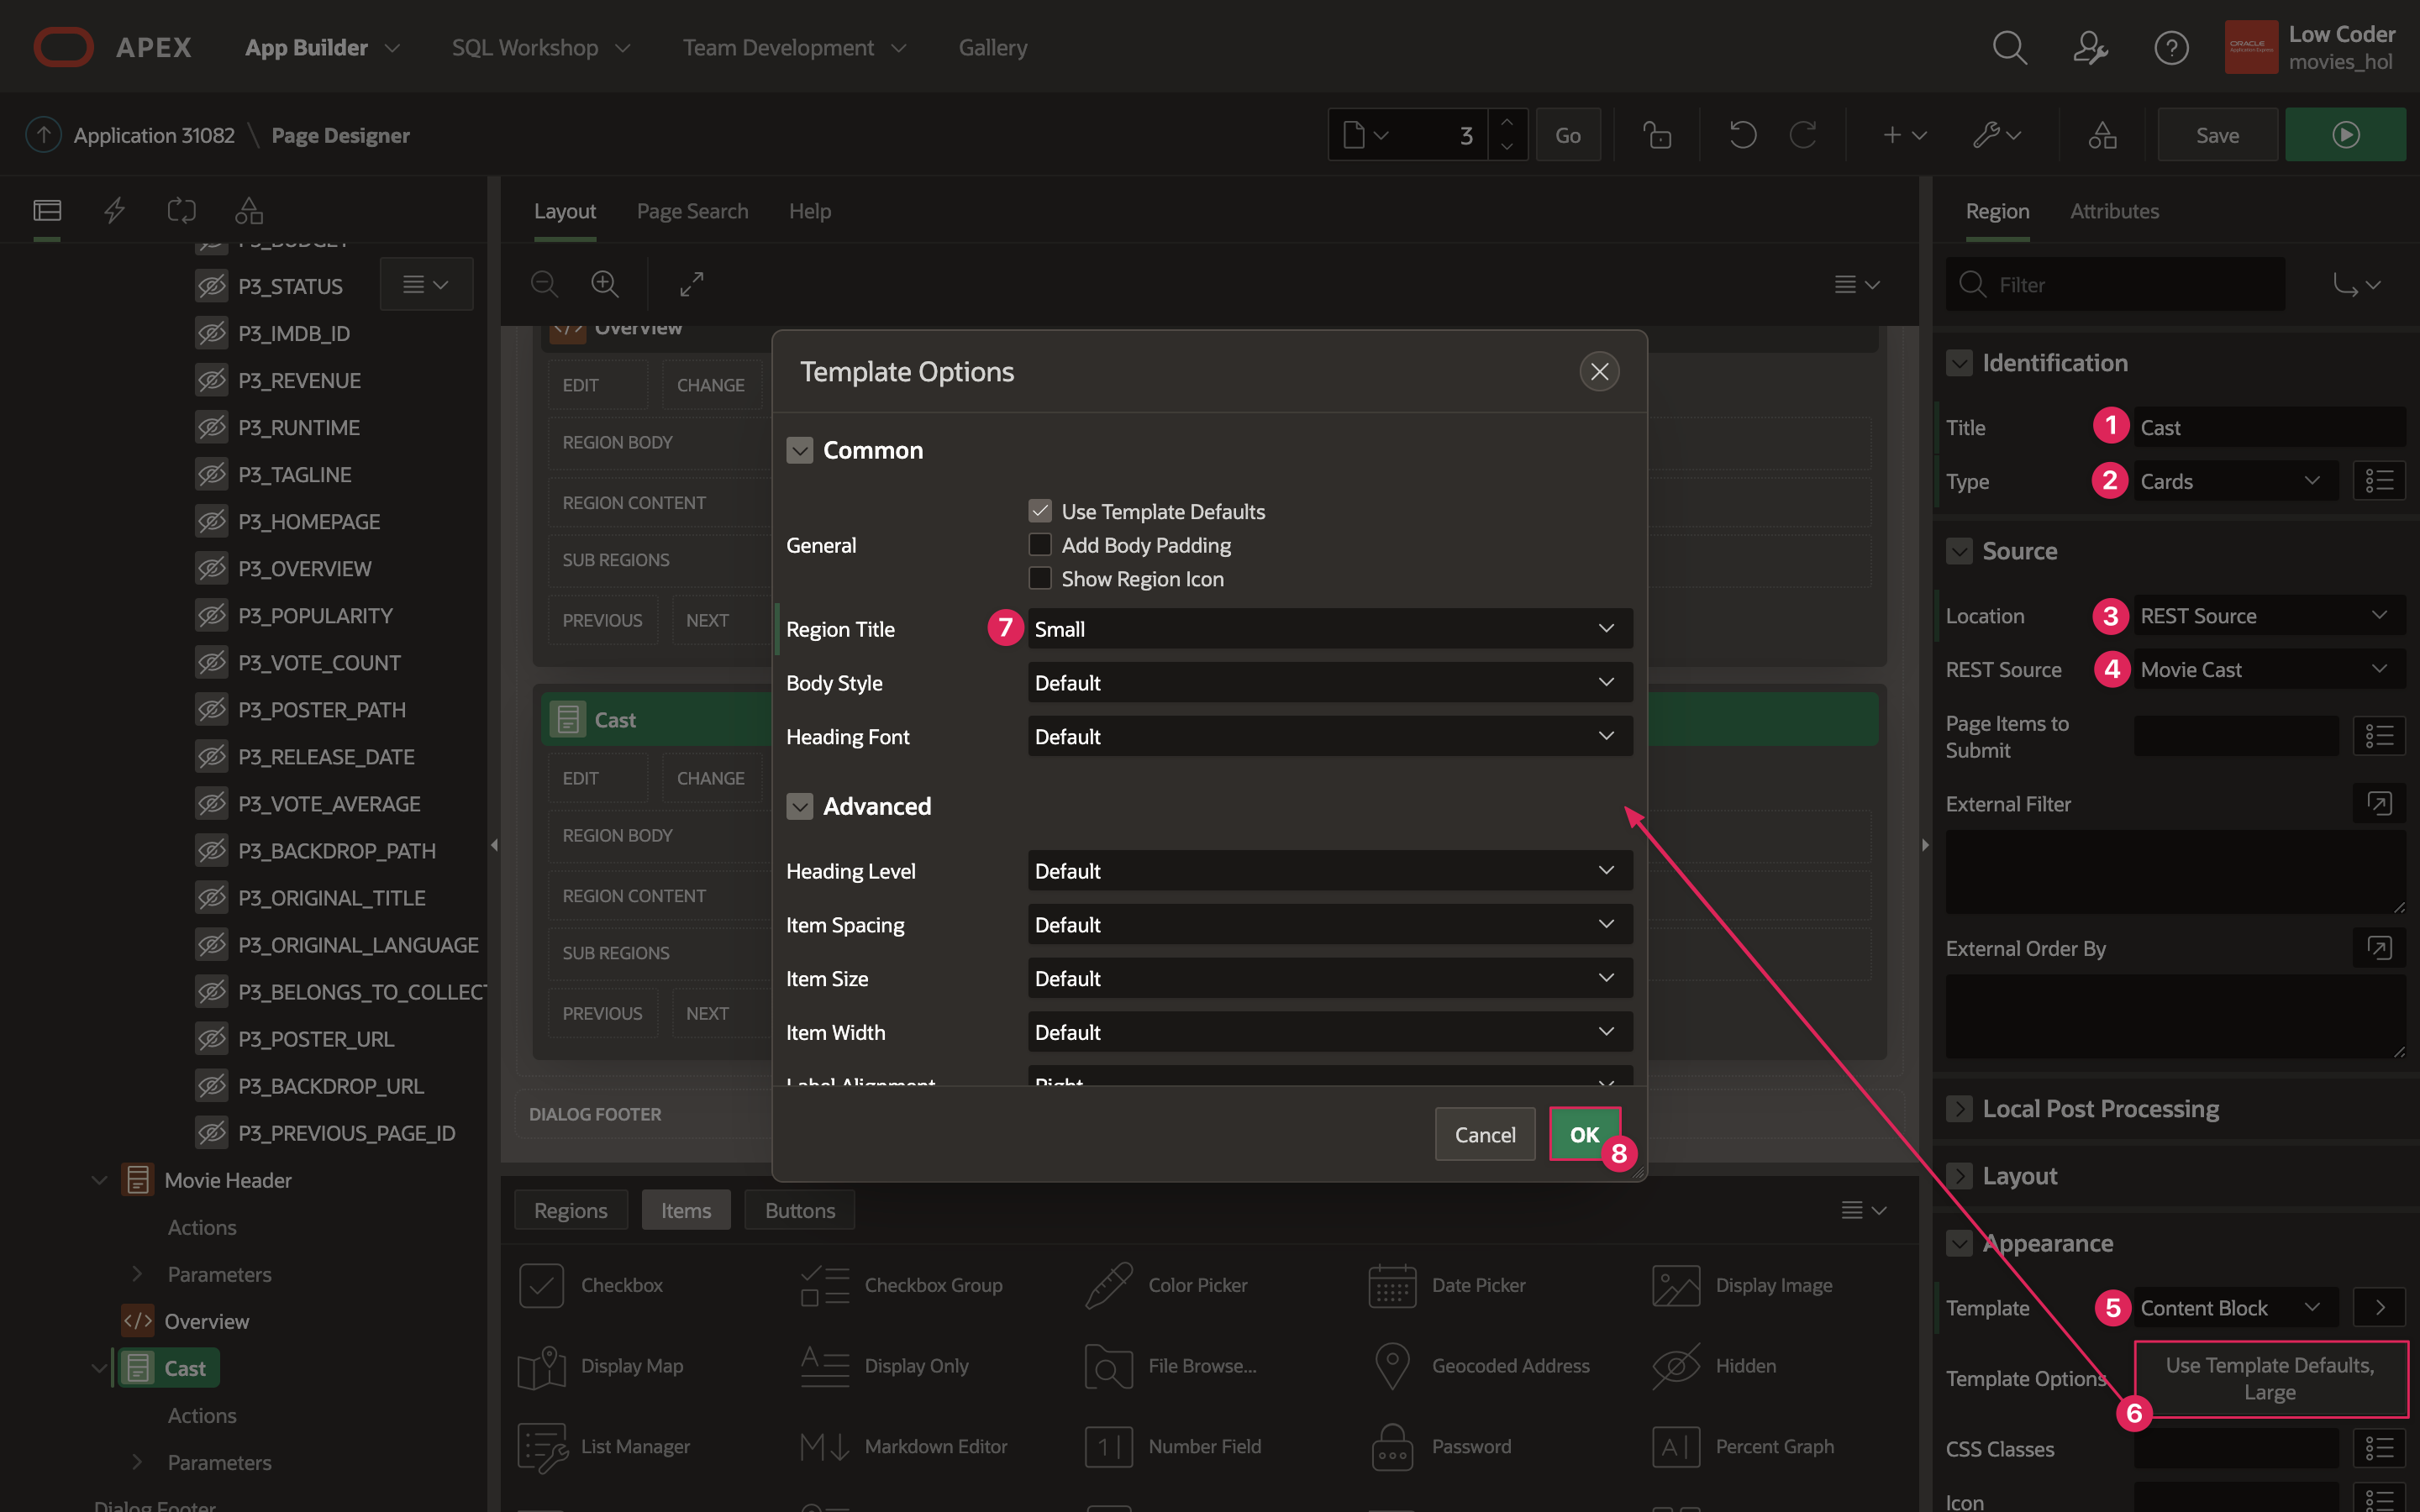 APEX
App Builder
SQL Workshop
Team Development
Gallery
ORACLE
Low Coder
movies_hol
Application 31082 \ Page Designer
3
Go
Save
P3_BUDGET
P3_STATUS
P3_IMDB_ID
P3_REVENUE
P3_RUNTIME
P3_TAGLINE
P3_HOMEPAGE
P3_OVERVIEW
P3_POPULARITY
P3_VOTE_COUNT
P3_POSTER_PATH
P3_RELEASE_DATE
P3_VOTE_AVERAGE
P3_BACKDROP_PATH
P3_ORIGINAL_TITLE
P3_ORIGINAL_LANGUAGE
P3_BELONGS_TO_COLLECT
P3_POSTER_URL
P3_BACKDROP_URL
P3_PREVIOUS_PAGE_ID
Movie Header
Actions
Parameters
Overview
Cast
Actions
Parameters
Dialog Footer
Layout
Page Search
Help
Overview
EDIT
CHANGE
REGION BODY
REGION CONTENT
SUB REGIONS
PREVIOUS
NEXT
Cast
EDIT
CHANGE
REGION BODY
REGION CONTENT
SUB REGIONS
PREVIOUS
NEXT
DIALOG FOOTER
Template Options
Common
General
Use Template Defaults
Add Body Padding
Show Region Icon
Region Title 7 Small
Body Style Default
Heading Font Default
Advanced
Heading Level Default
Item Spacing Default
Item Size Default
Item Width Default
Label Alignment Right
Cancel
OK
8
Regions
Items
Buttons
Checkbox
Checkbox Group
Color Picker
Date Picker
Display Image
Display Map
Display Only
File Browse...
Geocoded Address
Hidden
List Manager
Markdown Editor
Number Field
Password
Percent Graph
Region
Attributes
Filter
Identification
Title 1 Cast
Type 2 Cards
Source
Location 3 REST Source
REST Source 4 Movie Cast
Page Items to
Submit
External Filter
External Order By
Local Post Processing
Layout
Appearance
Template 5 Content Block
Template Options
Use Template Defaults,
Large
6
CSS Classes
Icon